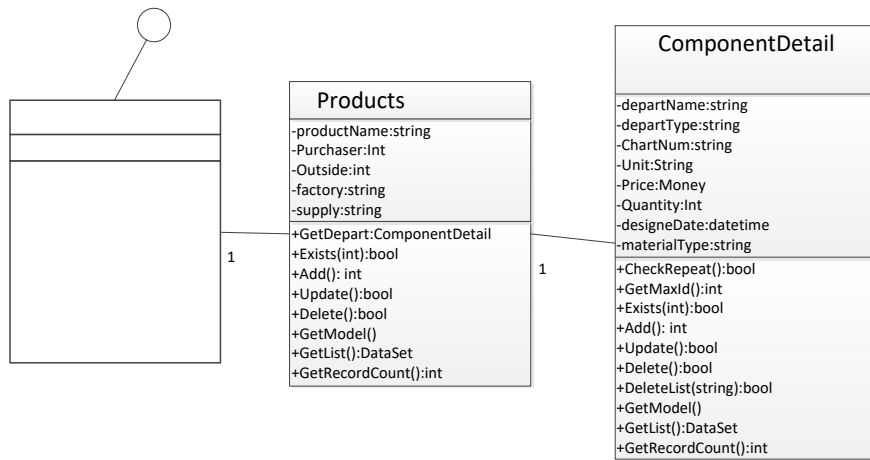 1
Products
-productName:string
-Purchaser:Int
-Outside:int
-factory:string
-supply:string
+GetDepart:ComponentDetail
+Exists(int):bool
+Add(): int
+Update():bool
+Delete():bool
+GetModel()
+GetList():DataSet
+GetRecordCount():int
1
ComponentDetail
-departName:string
-departType:string
-ChartNum:string
-Unit:String
-Price:Money
-Quantity:Int
-designeDate:datetime
-materialType:string
+CheckRepeat():bool
+GetMaxId():int
+Exists(int):bool
+Add(): int
+Update():bool
+Delete():bool
+DeleteList(string):bool
+GetModel()
+GetList():DataSet
+GetRecordCount():int